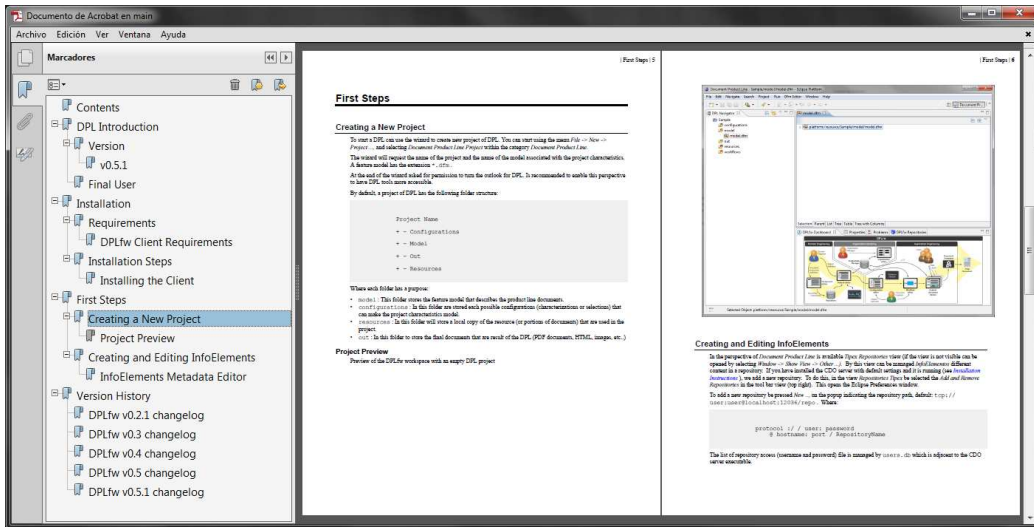 Documento de Acrobat en main
Archivo Edición Ver Ventana Ayuda
Marcadores
Contents
DPL Introduction
Version
v0.5.1
Final User
Installation
Requirements
DPLfw Client Requirements
Installation Steps
Installing the Client
First Steps
Creating a New Project
Project Preview
Creating and Editing InfoElements
InfoElements Metadata Editor
Version History
DPLfw v0.2.1 changelog
DPLfw v0.3 changelog
DPLfw v0.4 changelog
DPLfw v0.5 changelog
DPLfw v0.5.1 changelog
| First Steps | 5
First Steps
Creating a New Project
To start a DPL can use the wizard to create new project of DPL. You can start using the menu File -> New ->
Project..., and selecting Document Product Line Project within the category Document Product Line.
The wizard will request the name of the project and the name of the model associated with the project characteristics.
A feature model has the extension *.dfm.
At the end of the wizard asked for permission to turn the outlook for DPL. Is recommended to enable this perspective
to have DPL tools more accessible.
By default, a project of DPL has the following folder structure:
Project Name
+ - Configurations
+ - Model
+ - Out
+ - Resources
Where each folder has a purpose:
• model: This folder stores the feature model that describes the product line documents.
• configurations: In this folder are stored each possible configurations (characterizations or selections) that
can make the project characteristics model.
• resources: In this folder will store a local copy of the resource (or portions of documents) that are used in the
project.
• out: In this folder to store the final documents that are result of the DPL (PDF documents, HTML, images, etc..)
Project Preview
Preview of the DPLfw workspace with an empty DPL project
| First Steps | 6
Creating and Editing InfoElements
In the perspective of Document Product Line is available Types Repositories view (if the view is not visible can be
opened by selecting Window -> Show View -> Other ...). By this view can be managed InfoElements different
content in a repository. If you have installed the CDO server with default settings and it is running (see Installation
Instructions), we add a new repository. To do this, in the view Repositories Types be selected the Add and Remove
Repositories in the tool bar view (top right). This opens the Eclipse Preferences window.
To add a new repository be pressed New ... on the popup indicating the repository path, default: tcp://
user:user@localhost:12036/repo. Where:
protocol :/ / user: password
@ hostname: port / RepositoryName
The list of repository access (username and password) file is managed by users.db which is adjacent to the CDO
server executable.